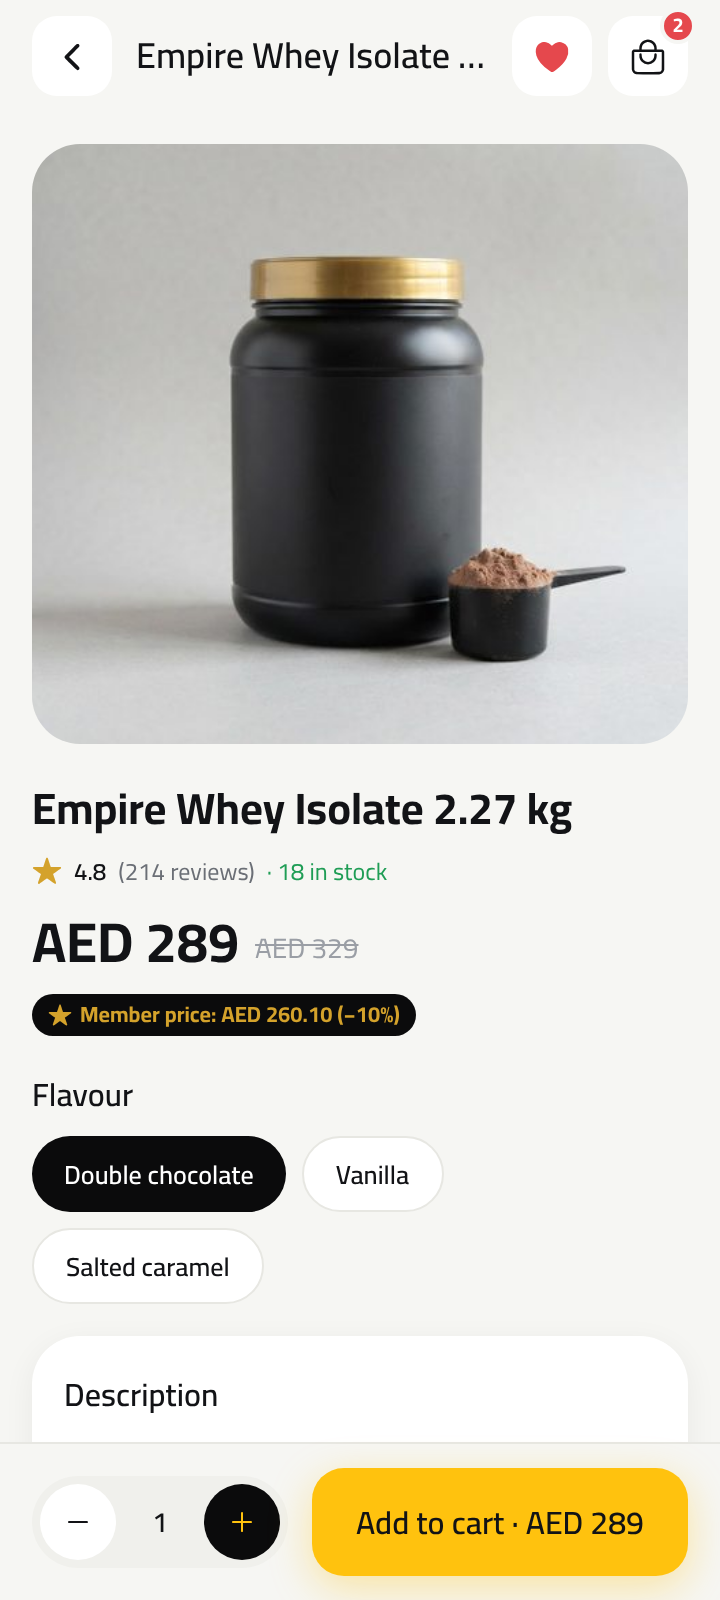 Empire Whey Isolate ...
2
Empire Whey Isolate 2.27 kg
4.8 (214 reviews) · 18 in stock
AED 289 AED 329
Member price: AED 260.10 (−10%)
Flavour
Double chocolate
Vanilla
Salted caramel
Description
1
Add to cart · AED 289